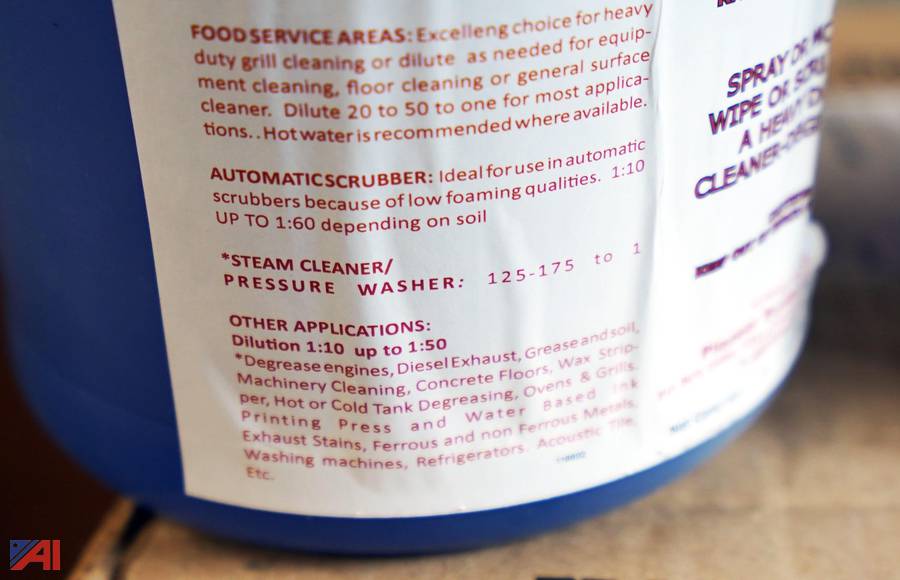 FOOD SERVICE AREAS: Excelleng choice for heavy
duty grill cleaning or dilute as needed for equip-
ment cleaning, floor cleaning or general surface
cleaner. Dilute 20 to 50 to one for most applica-
tions.. Hot water is recommended where available.
AUTOMATIC SCRUBBER: Ideal for use in automatic
scrubbers because of low foaming qualities. 1:10
UP TO 1:60 depending on soil
*STEAM CLEANER/
PRESSURE WASHER: 125-175 to 1
OTHER APPLICATIONS:
Dilution 1:10 up to 1:50
*Degrease engines, Diesel Exhaust, Grease and soil,
Machinery Cleaning, Concrete Floors, Wax Strip-
per, Hot or Cold Tank Degreasing, Ovens & Grills.
Printing Press and Water Based Ink
Exhaust Stains, Ferrous and non Ferrous Metals,
Washing machines, Refrigerators. Acoustic Tile,
Etc.
SPRAY OR
WIPE OR
A HEAVY
CLEANER-
KEEP OUT OF
AI